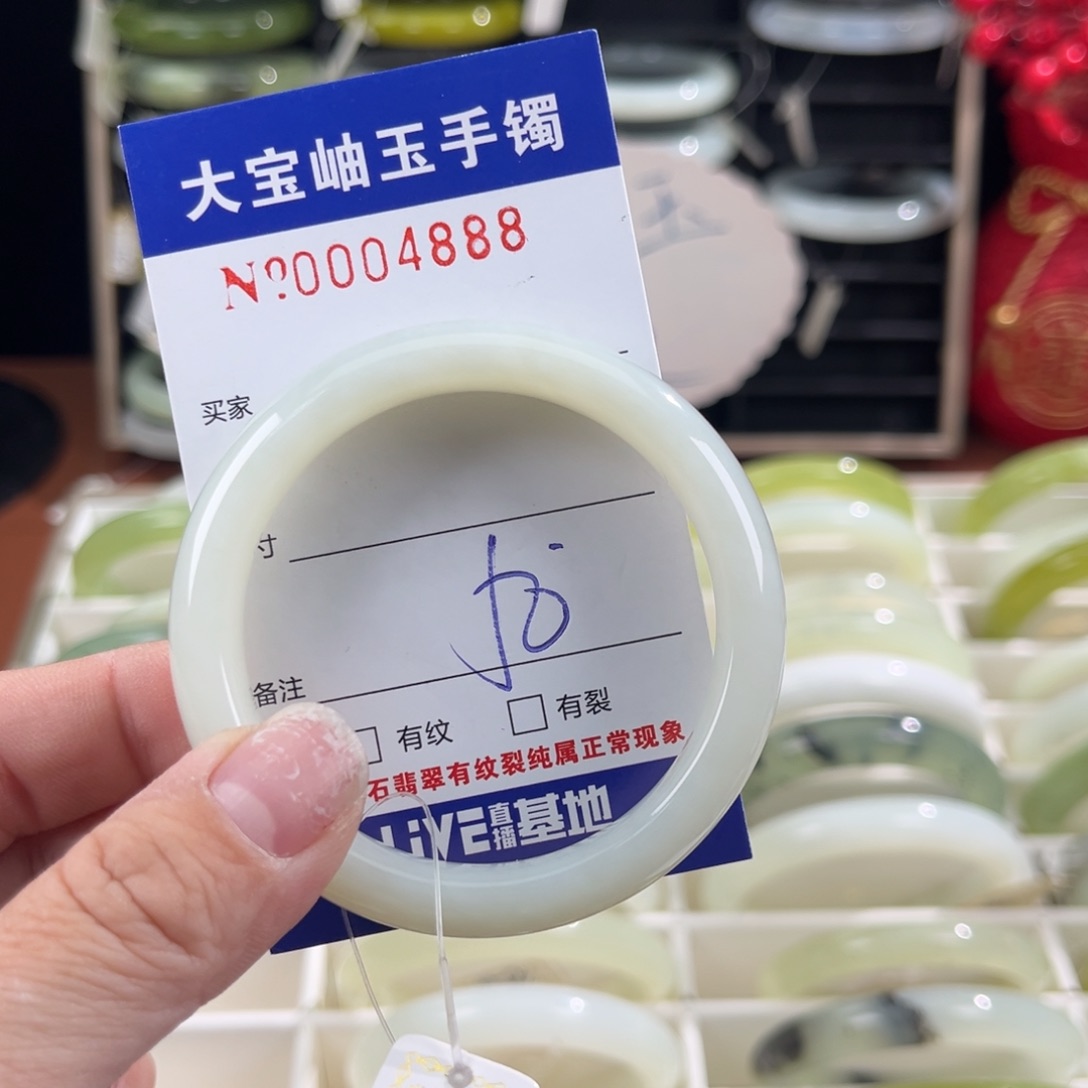 大宝岫玉手镯
Nº0004888
买家
寸
备注
有纹 有裂
石翡翠有纹裂纯属正常现象
LiVE直播基地